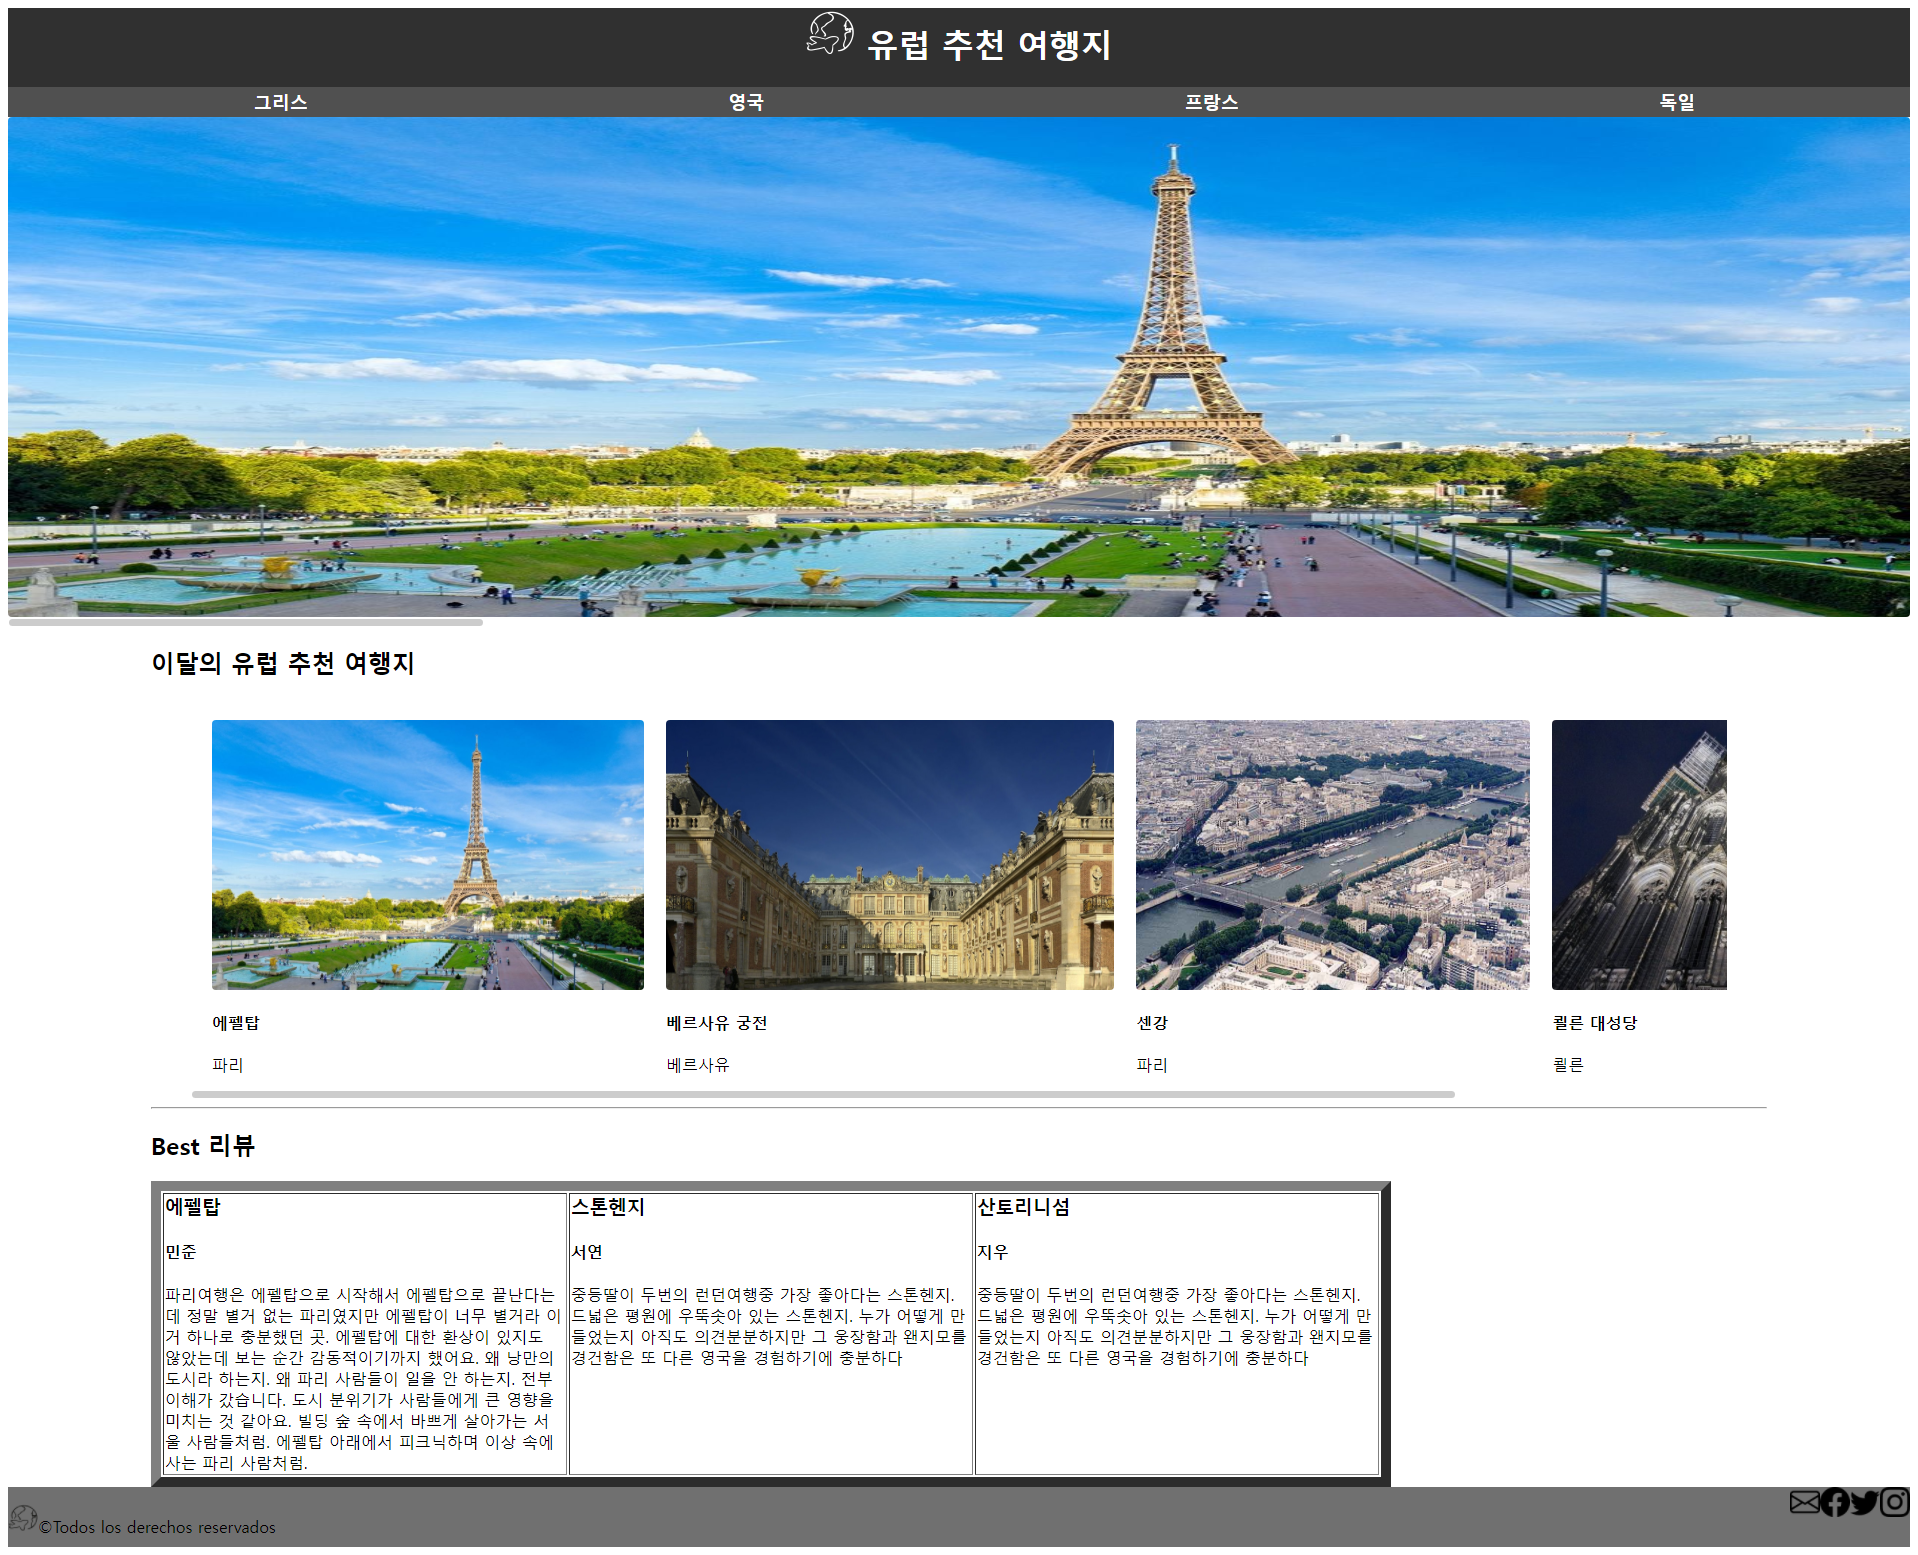 유럽 추천 여행지
그리스 영국 프랑스 독일
이달의 유럽 추천 여행지
에펠탑 베르사유 궁전 센강 쾰른 대성당
파리 베르사유 파리 쾰른
Best 리뷰
에펠탑
민준
파리여행은 에펠탑으로 시작해서 에펠탑으로 끝난다는
데 정말 별거 없는 파리였지만 에펠탑이 너무 별거라 이
거 하나로 충분했던 곳. 에펠탑에 대한 환상이 있지도
않았는데 보는 순간 감동적이기까지 했어요. 왜 낭만의
도시라 하는지. 왜 파리 사람들이 일을 안 하는지. 전부
이해가 갔습니다. 도시 분위기가 사람들에게 큰 영향을
미치는 것 같아요. 빌딩 숲 속에서 바쁘게 살아가는 서
울 사람들처럼. 에펠탑 아래에서 피크닉하며 이상 속에
사는 파리 사람처럼.
스톤헨지
서연
중등딸이 두번의 런던여행중 가장 좋아다는 스톤헨지.
드넓은 평원에 우뚝솟아 있는 스톤헨지. 누가 어떻게 만
들었는지 아직도 의견분분하지만 그 웅장함과 왠지모를
경건함은 또 다른 영국을 경험하기에 충분하다
산토리니섬
지우
중등딸이 두번의 런던여행중 가장 좋아다는 스톤헨지.
드넓은 평원에 우뚝솟아 있는 스톤헨지. 누가 어떻게 만
들었는지 아직도 의견분분하지만 그 웅장함과 왠지모를
경건함은 또 다른 영국을 경험하기에 충분하다
©Todos los derechos reservados